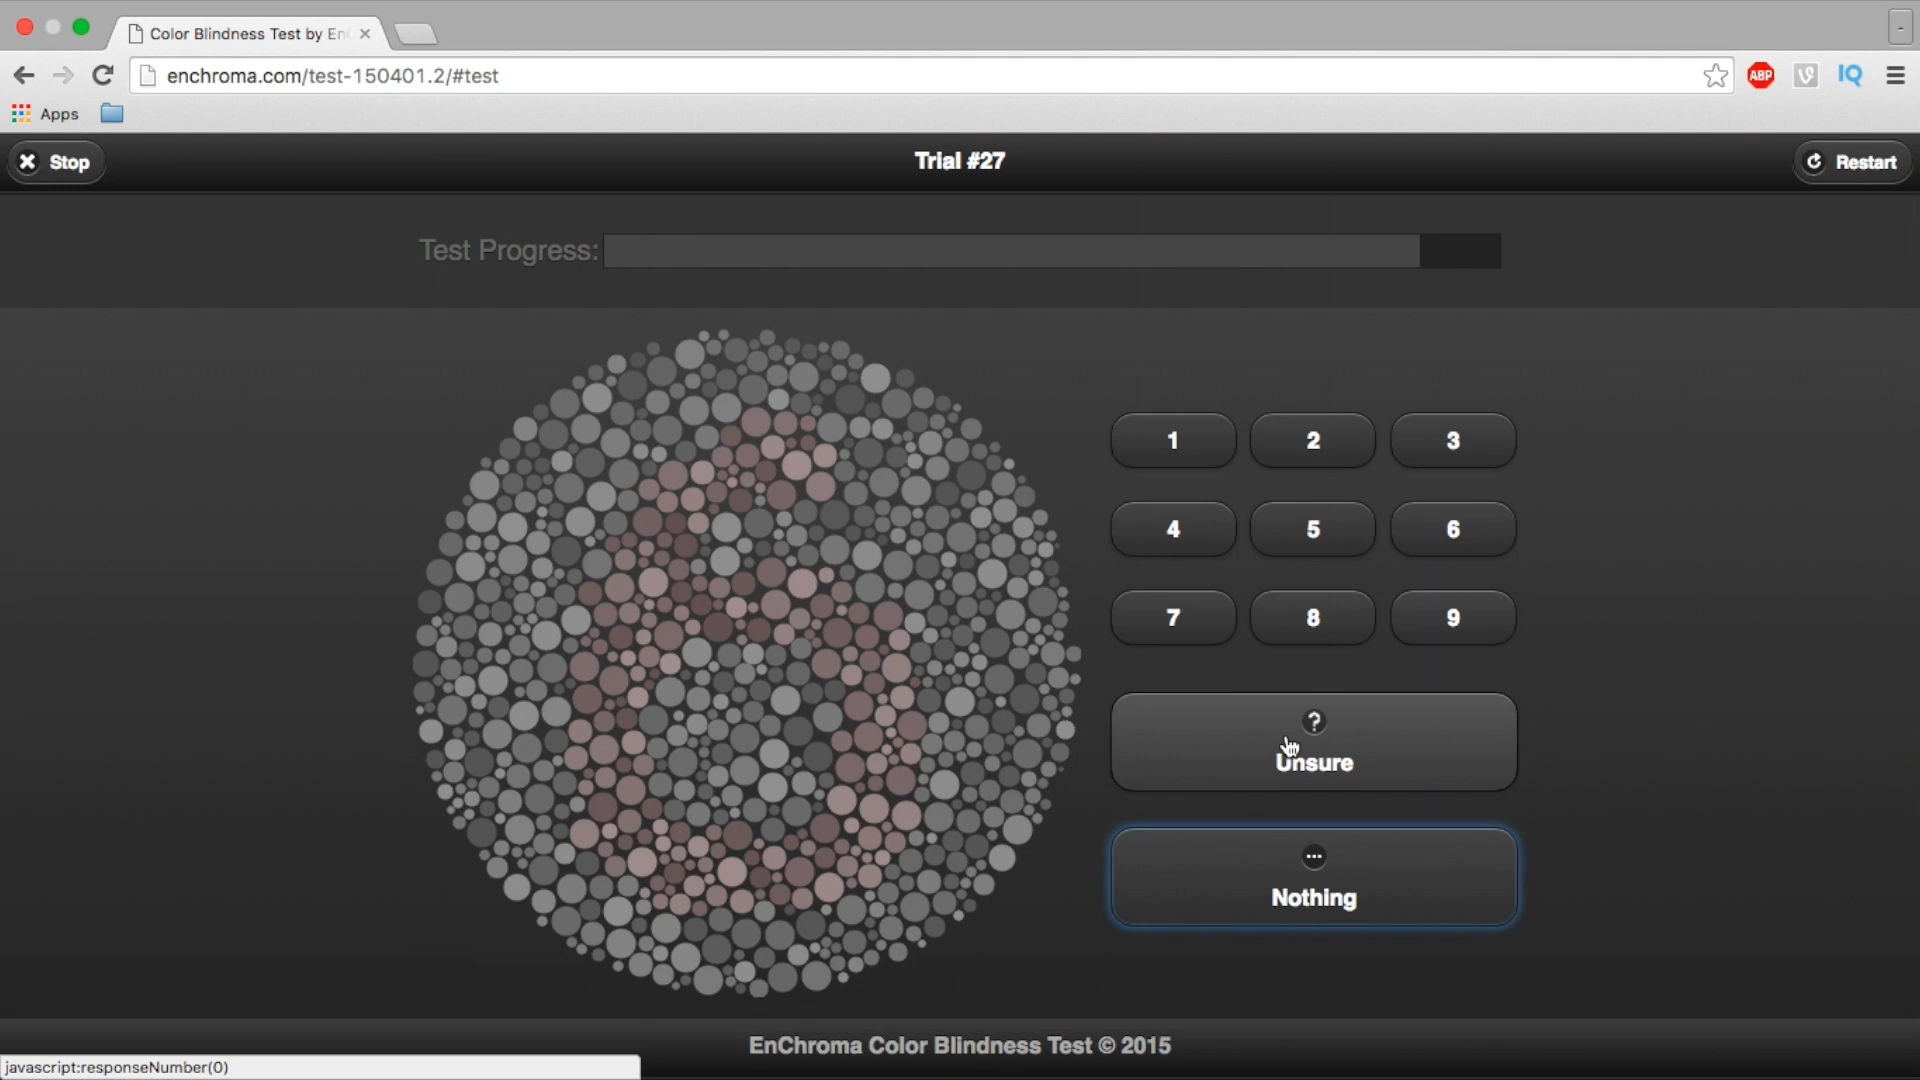 Color Blindness Test by En
enchroma.com/test-150401.2/#test
ABP
IQ
Apps
Stop
Trial #27
Restart
Test Progress:
6
1 2 3
4 5 6
7 8 9
?
Unsure
...
Nothing
EnChroma Color Blindness Test © 2015
javascript:responseNumber(0)